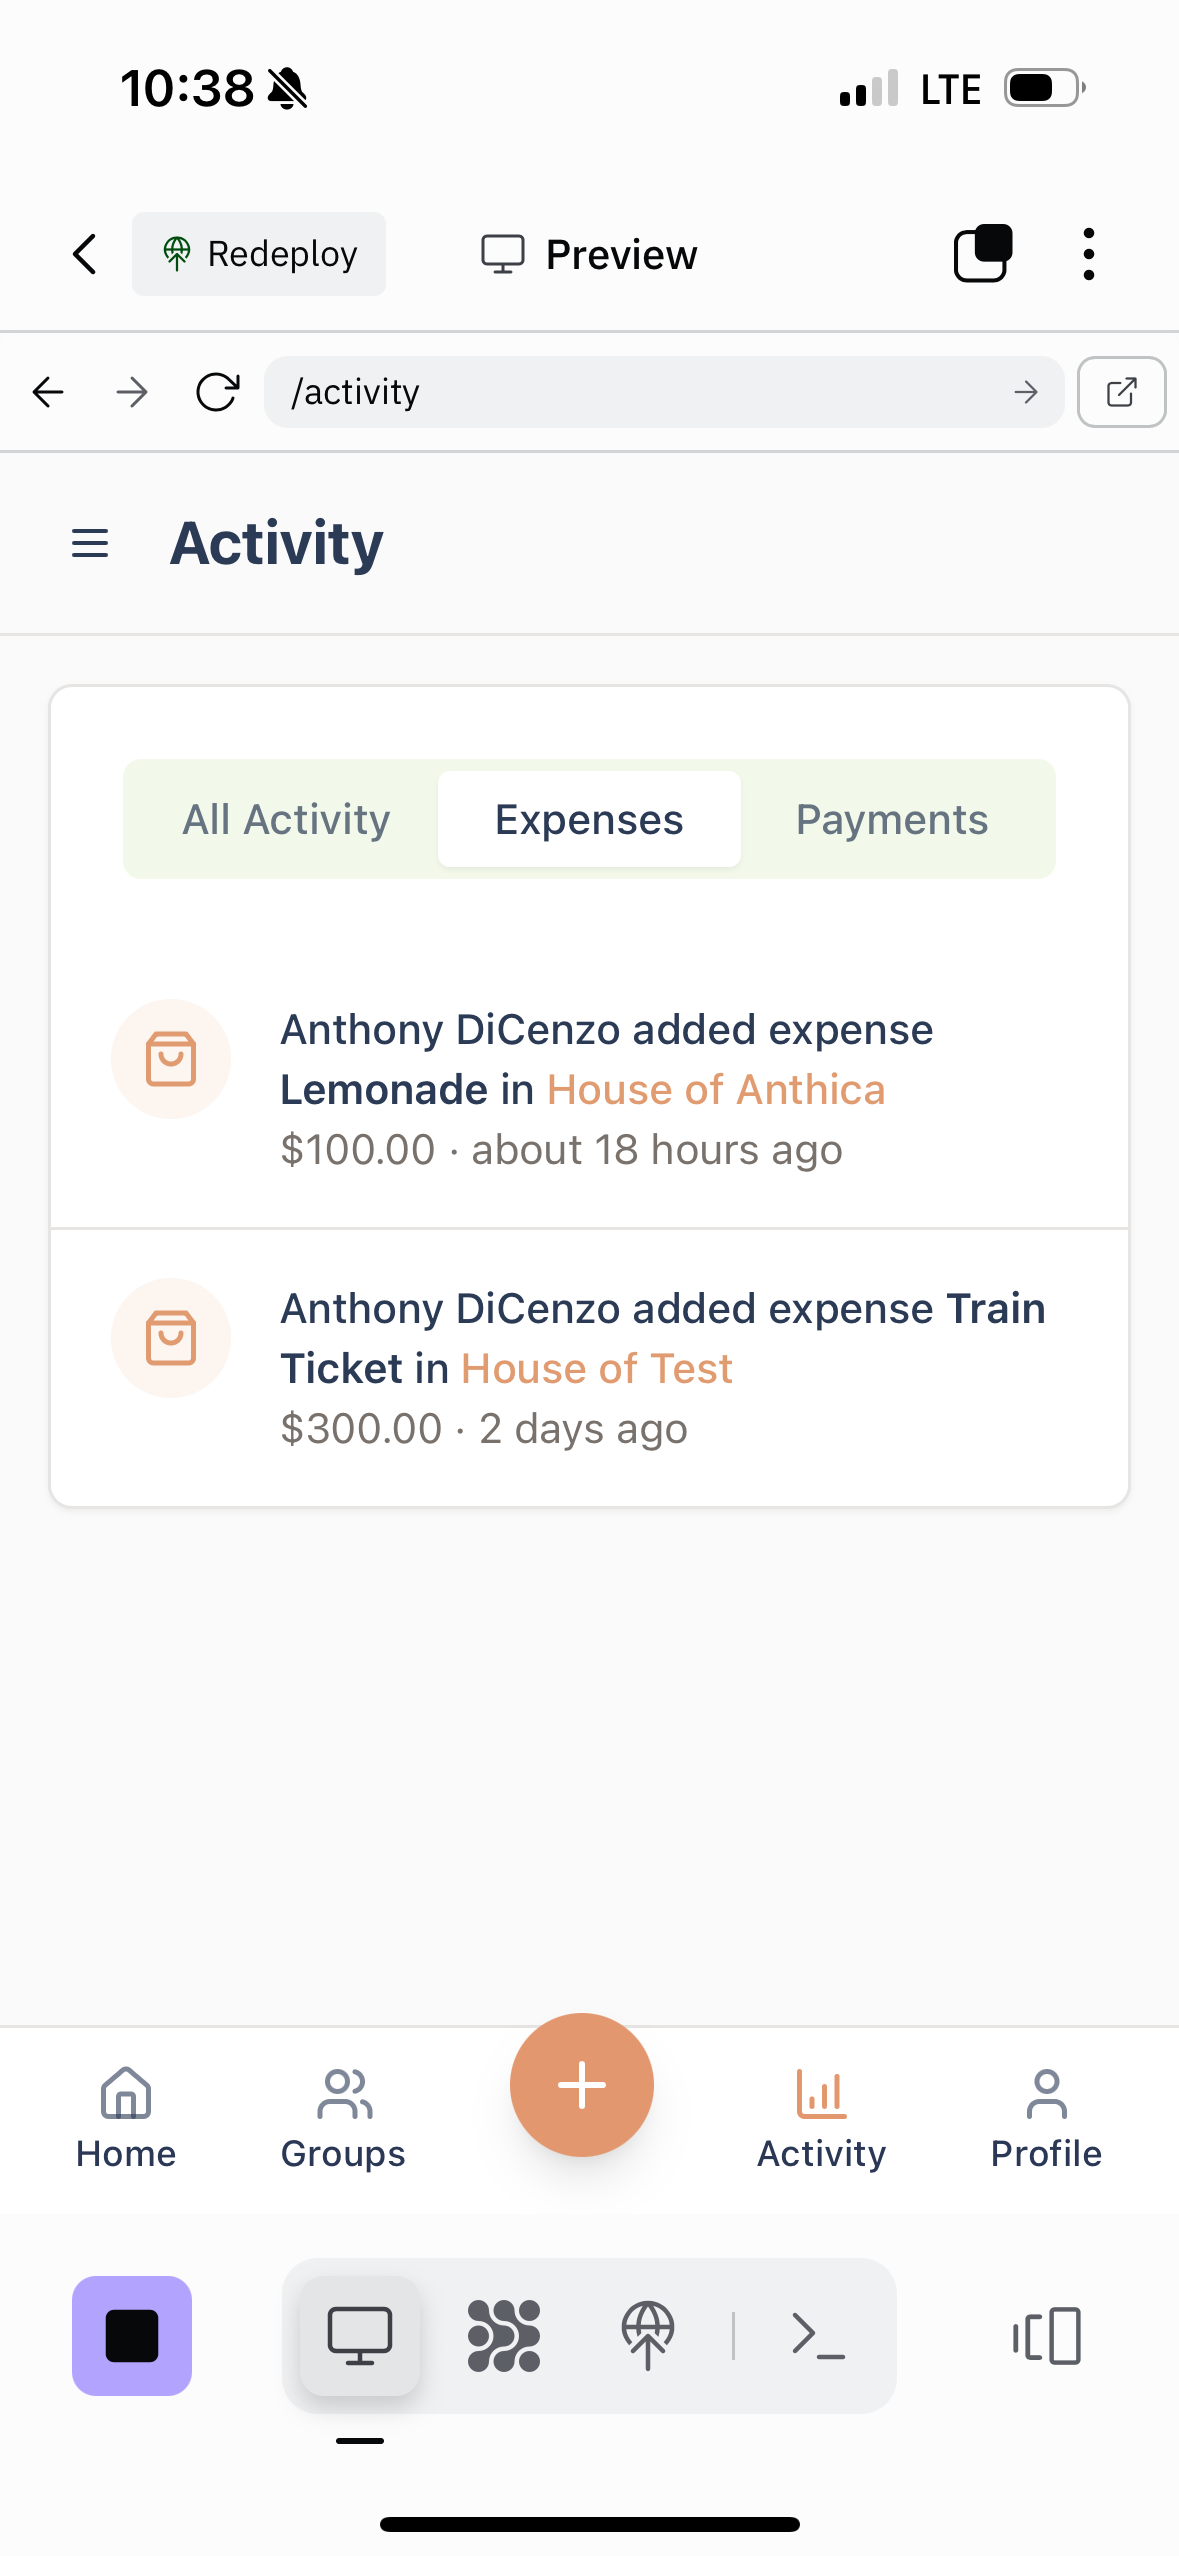 10:38
LTE
Redeploy
Preview
/activity
Activity
All Activity
Expenses
Payments
Anthony DiCenzo added expense
Lemonade in House of Anthica
$100.00 · about 18 hours ago
Anthony DiCenzo added expense Train
Ticket in House of Test
$300.00 · 2 days ago
Home
Groups
Activity
Profile